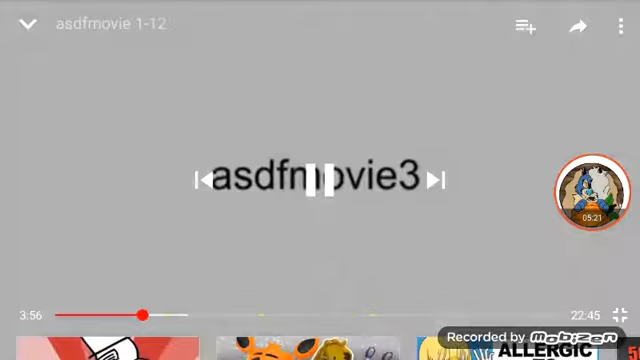 asdfmovie 1-12
asdfmovie3
05:21
3:56
22:45
Recorded by Mobizen
ALLERGIC